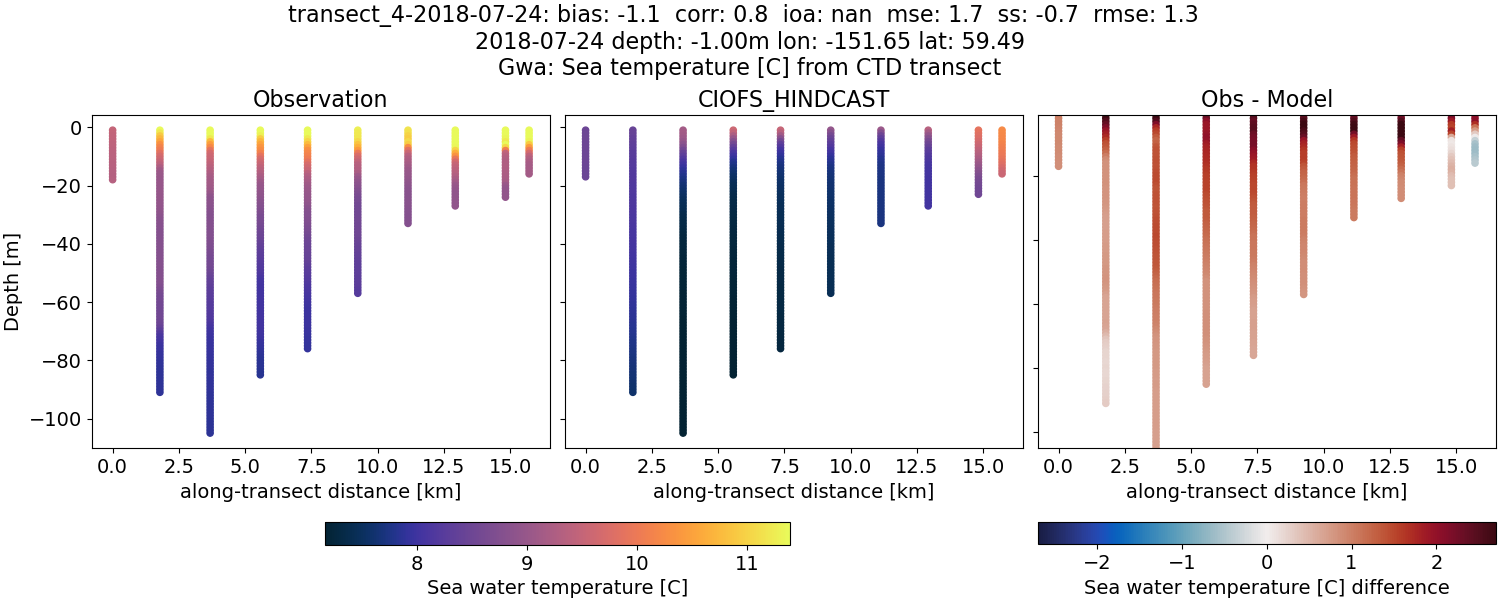 transect_4-2018-07-24: bias: -1.1  corr: 0.8  ioa: nan  mse: 1.7  ss: -0.7  rmse: 1.3
2018-07-24 depth: -1.00m lon: -151.65 lat: 59.49
Gwa: Sea temperature [C] from CTD transect
Observation
CIOFS_HINDCAST
Obs - Model
Depth [m]
0
−20
−40
−60
−80
−100
0.0 2.5 5.0 7.5 10.0 12.5 15.0
along-transect distance [km]
0.0 2.5 5.0 7.5 10.0 12.5 15.0
along-transect distance [km]
0.0 2.5 5.0 7.5 10.0 12.5 15.0
along-transect distance [km]
8 9 10 11
Sea water temperature [C]
−2 −1 0 1 2
Sea water temperature [C] difference